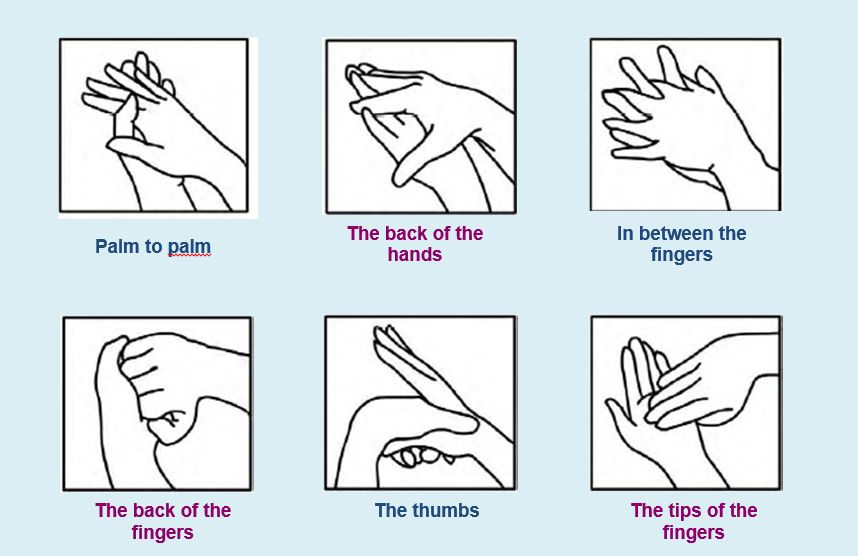 Palm to palm
The back of the
hands
In between the
fingers
The back of the
fingers
The thumbs
The tips of the
fingers